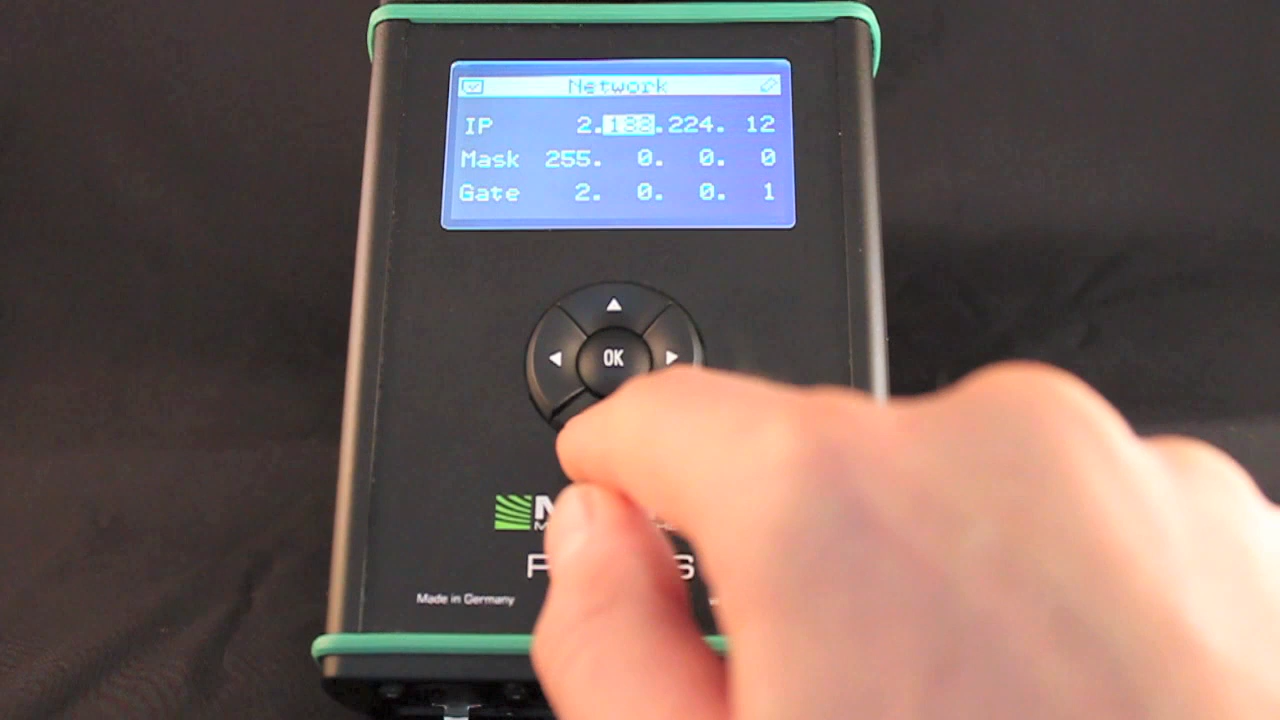 Network
IP 2.188.224. 12
Mask 255. 0. 0. 0
Gate 2. 0. 0. 1
OK
Made in Germany